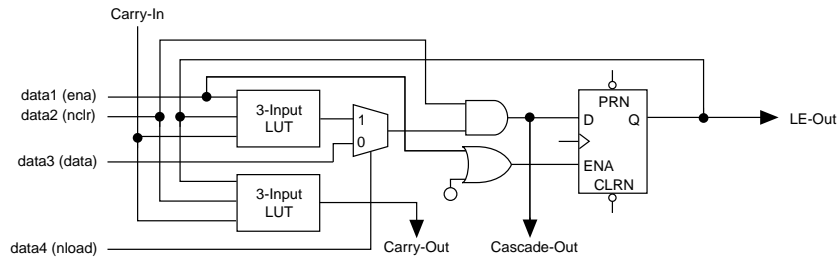 Carry-In
data1 (ena)
data2 (nclr)
data3 (data)
data4 (nload)
3-Input
LUT
1
0
3-Input
LUT
Carry-Out
Cascade-Out
PRN
D
Q
ENA
CLRN
LE-Out